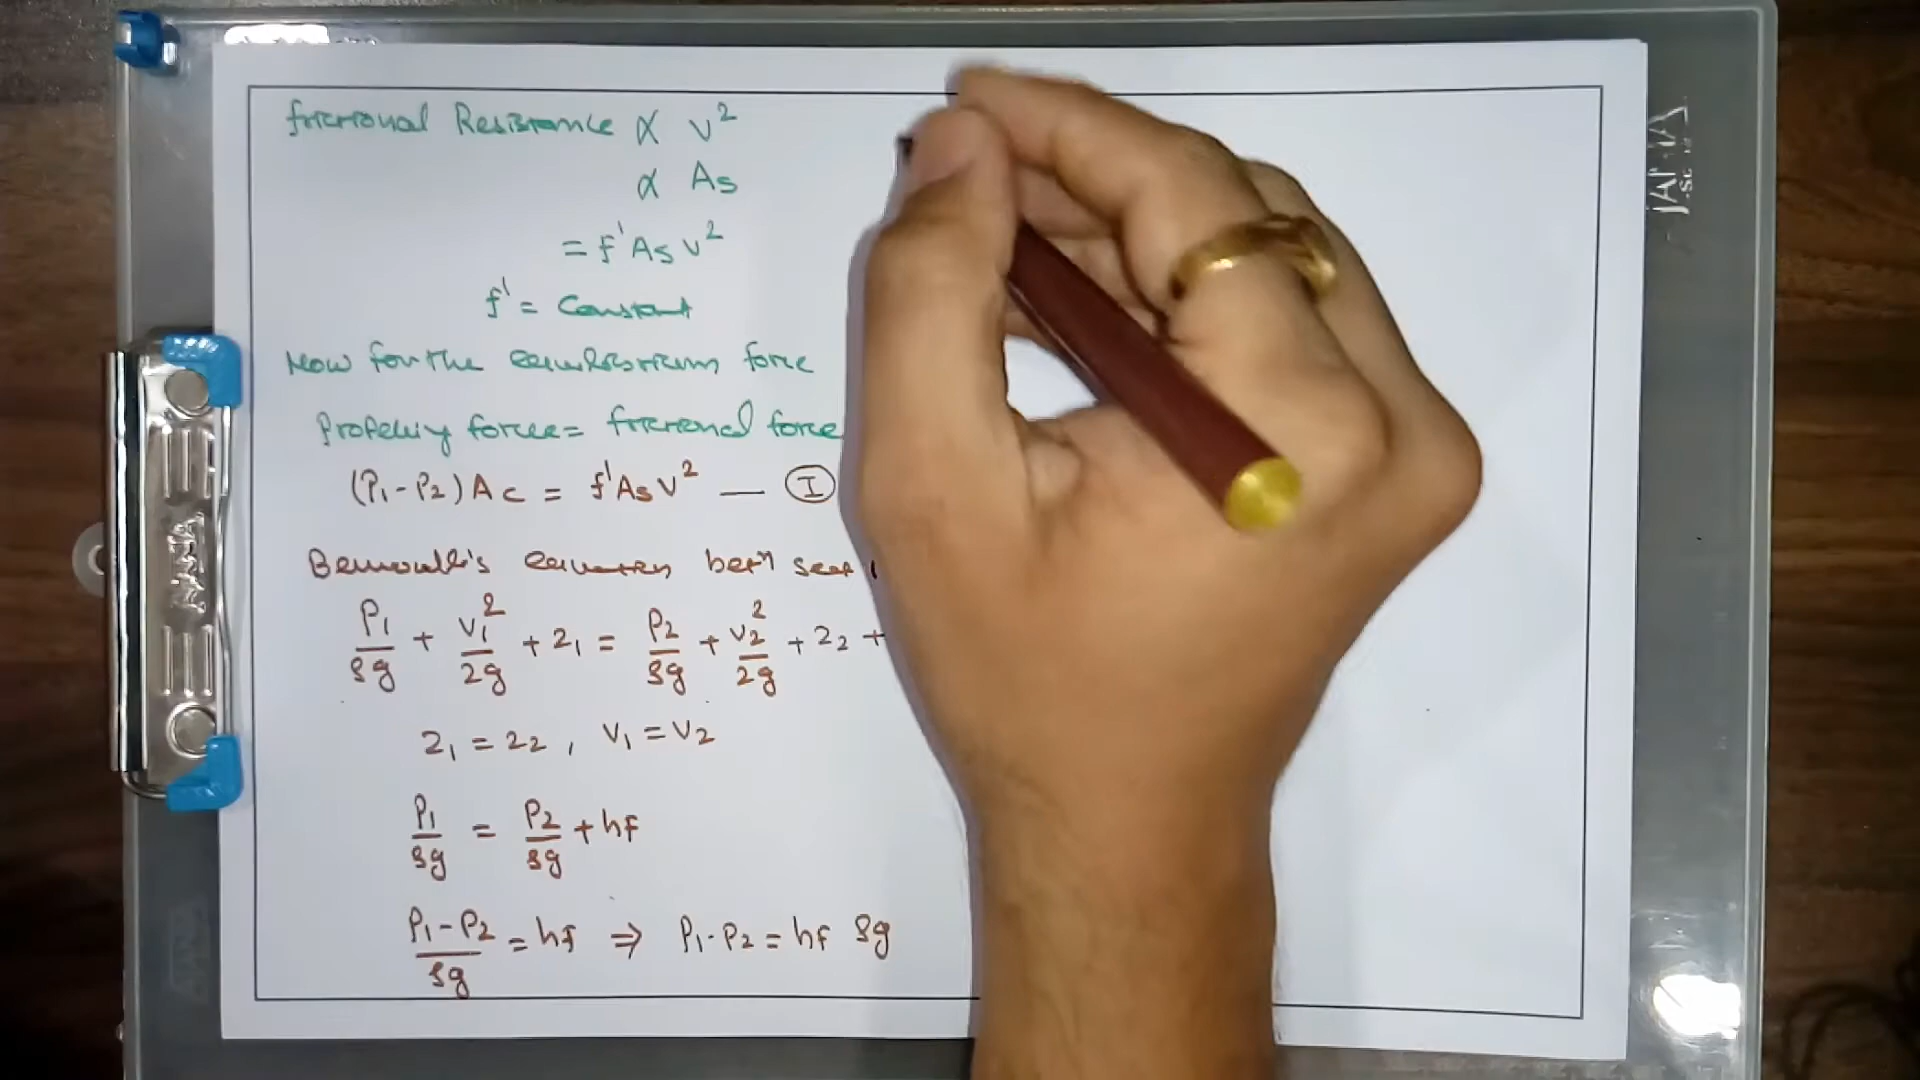 frictional Resistance ∝ v²
∝ As
= f' As v²
f' = Constant
Now for the equilibrium force
Propelling forces = frictional force
(P₁-P₂) Ac = f' As v² — Ⓘ
Bernoulli's equation betⁿ sect
P₁/ρg + v₁²/2g + z₁ = P₂/ρg + v₂²/2g + z₂ +
z₁ = z₂, v₁ = v₂
P₁/ρg = P₂/ρg + hf
P₁-P₂/ρg = hf ⇒ P₁-P₂ = hf ρg